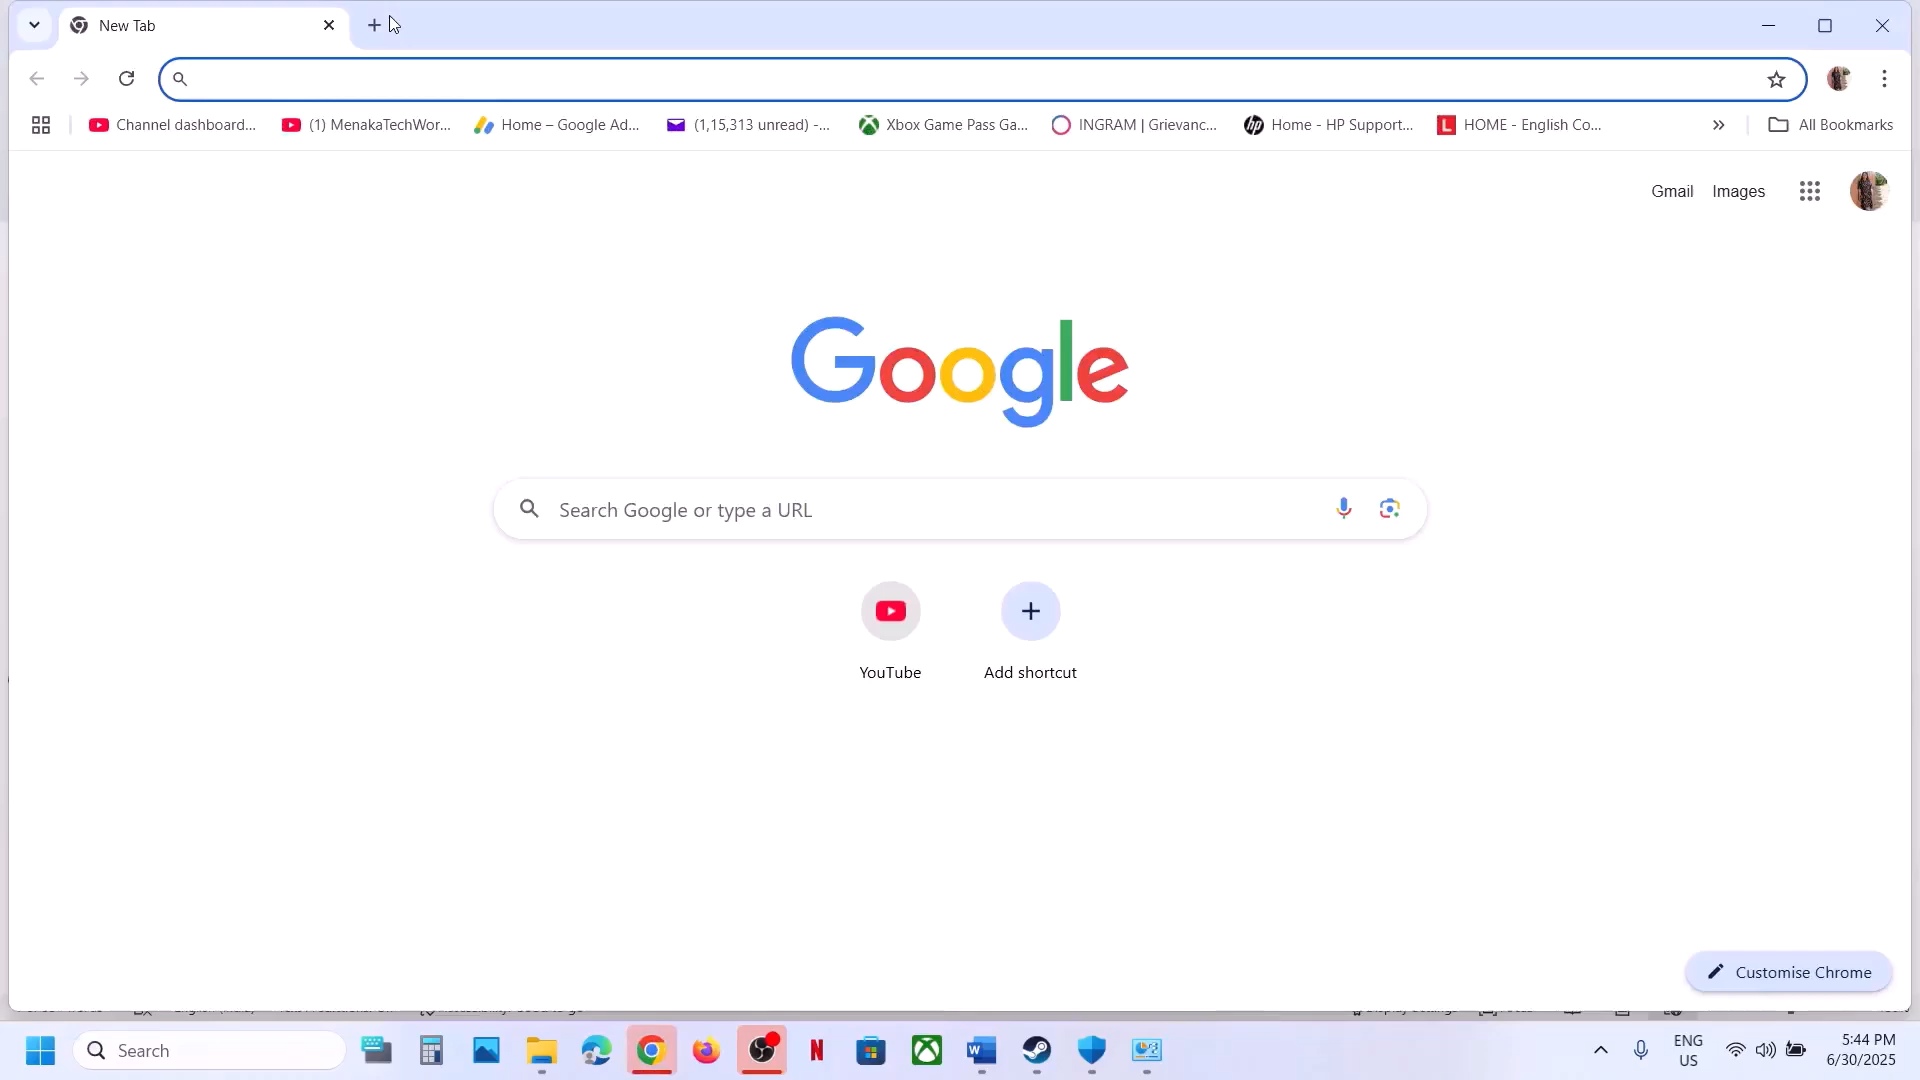 New Tab
Channel dashboard...
(1) MenakaTechWor...
Home – Google Ad...
(1,15,313 unread) -...
Xbox Game Pass Ga...
INGRAM | Grievanc...
Home - HP Support...
HOME - English Co...
All Bookmarks
Gmail
Images
Google
Search Google or type a URL
YouTube
Add shortcut
Customise Chrome
Search
ENG
US
5:44 PM
6/30/2025